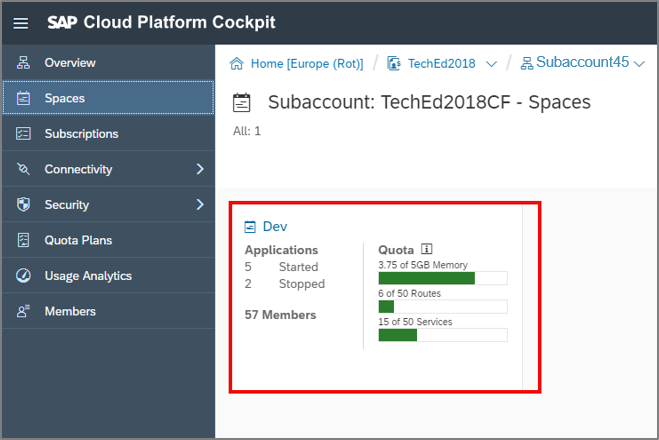 SAP Cloud Platform Cockpit
Overview
Spaces
Subscriptions
Connectivity
Security
Quota Plans
Usage Analytics
Members
Home [Europe (Rot)] / TechEd2018 / Subaccount45
Subaccount: TechEd2018CF - Spaces
All: 1
Dev
Applications
5 Started
2 Stopped
57 Members
Quota
3.75 of 5GB Memory
6 of 50 Routes
15 of 50 Services